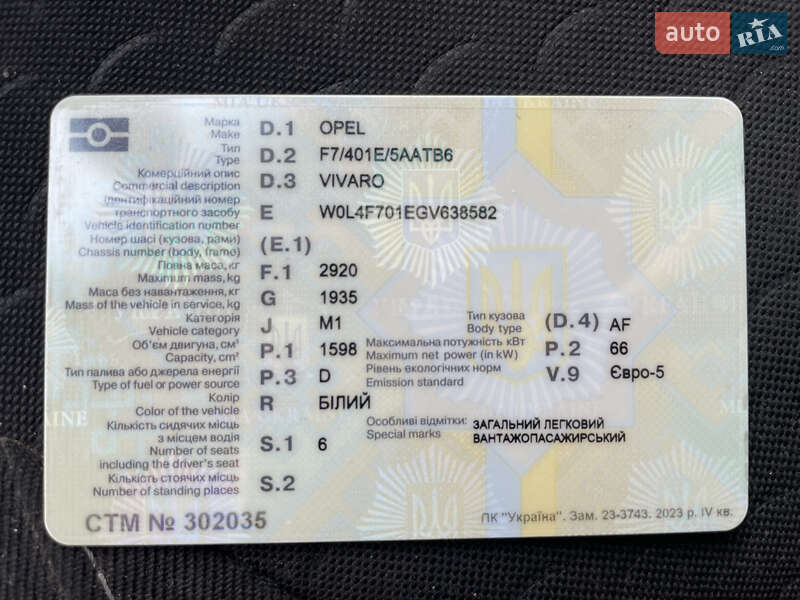 auto RIA.com
Марка
Make D.1 OPEL
Тип
Type D.2 F7/401E/5AATB6
Комерційний опис
Commercial description D.3 VIVARO
Ідентифікаційний номер
транспортного засобу
Vehicle identification number E W0L4F701EGV638582
Номер шасі (кузова, рами)
Chassis number (body, frame) (E.1)
Повна маса, кг
Maximum mass, kg F.1 2920
Маса без навантаження, кг
Mass of the vehicle in service, kg G 1935
Категорія
Vehicle category J M1
Тип кузова
Body type (D.4) AF
Об'єм двигуна, см³
Capacity, cm³ P.1 1598
Максимальна потужність кВт
Maximum net power (in kW) P.2 66
Тип палива або джерела енергії
Type of fuel or power source P.3 D
Рівень екологічних норм
Emission standard V.9 Євро-5
Колір
Color of the vehicle R БІЛИЙ
Кількість сидячих місць
з місцем водія
Number of seats
including the driver's seat S.1 6
Особливі відмітки:
Special marks
ЗАГАЛЬНИЙ ЛЕГКОВИЙ
ВАНТАЖОПАСАЖИРСЬКИЙ
Кількість стоячих місць
Number of standing places S.2
СТМ № 302035
ПК "Україна". Зам. 23-3743. 2023 р. IV кв.